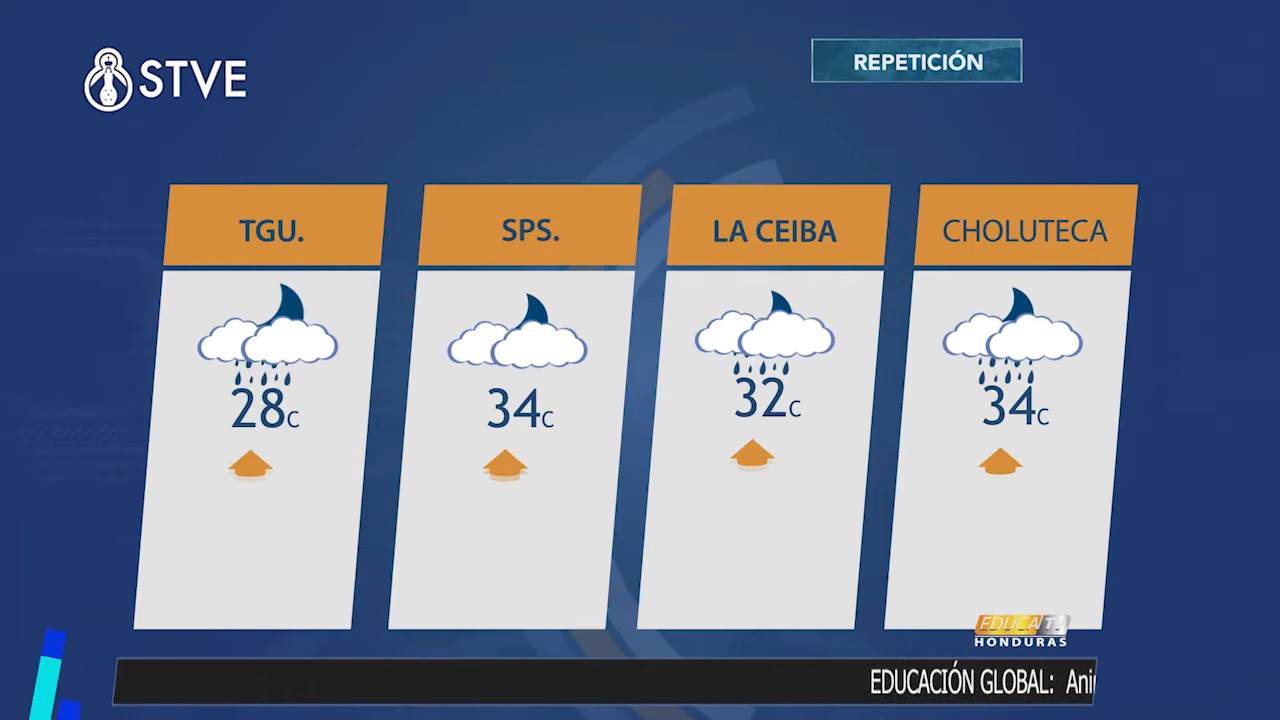 STVE
REPETICIÓN
TGU.
SPS.
LA CEIBA
CHOLUTECA
28C
34C
32C
34C
EDUCA TV
HONDURAS
EDUCACIÓN GLOBAL: